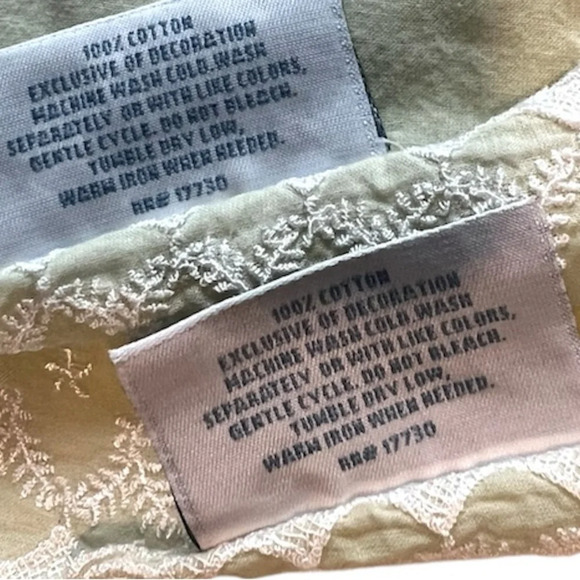 100% COTTON
EXCLUSIVE OF DECORATION
MACHINE WASH COLD.WASH
SEPARATELY OR WITH LIKE COLORS,
GENTLE CYCLE. DO NOT BLEACH.
TUMBLE DRY LOW,
WARM IRON WHEN NEEDED.
RN# 17730
100% COTTON
EXCLUSIVE OF DECORATION
MACHINE WASH COLD.WASH
SEPARATELY OR WITH LIKE COLORS,
GENTLE CYCLE. DO NOT BLEACH.
TUMBLE DRY LOW,
WARM IRON WHEN NEEDED.
RN# 17730